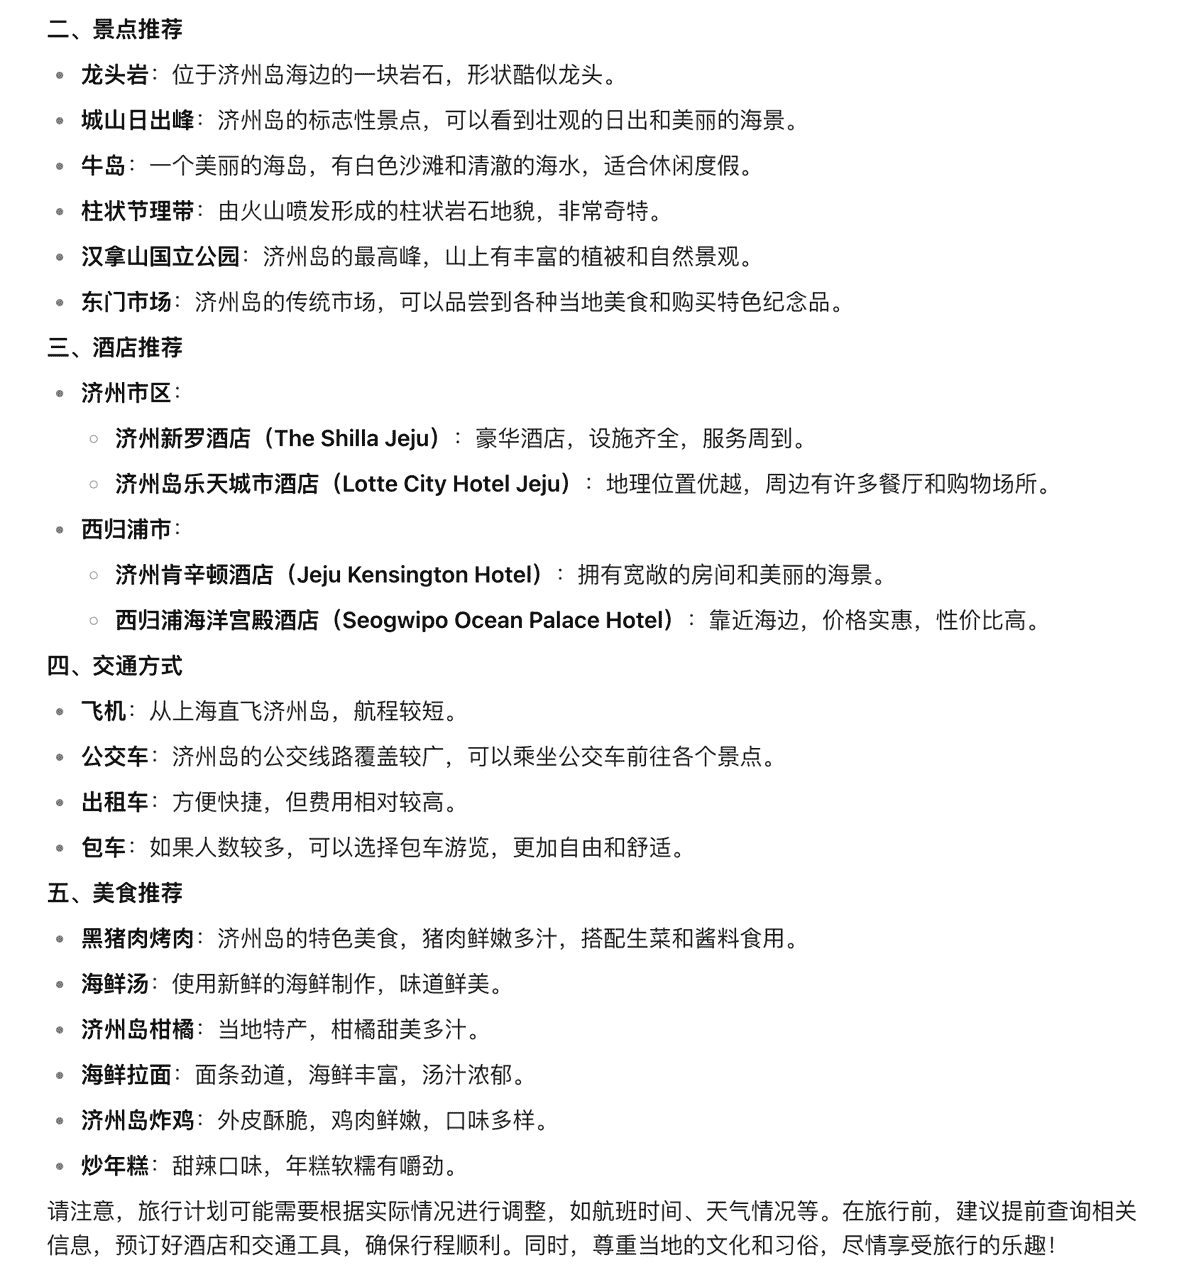 二、景点推荐
龙头岩：位于济州岛海边的一块岩石，形状酷似龙头。
城山日出峰：济州岛的标志性景点，可以看到壮观的日出和美丽的海景。
牛岛：一个美丽的海岛，有白色沙滩和清澈的海水，适合休闲度假。
柱状节理带：由火山喷发形成的柱状岩石地貌，非常奇特。
汉拿山国立公园：济州岛的最高峰，山上有丰富的植被和自然景观。
东门市场：济州岛的传统市场，可以品尝到各种当地美食和购买特色纪念品。
三、酒店推荐
济州市区：
济州新罗酒店（The Shilla Jeju）：豪华酒店，设施齐全，服务周到。
济州岛乐天城市酒店（Lotte City Hotel Jeju）：地理位置优越，周边有许多餐厅和购物场所。
西归浦市：
济州肯辛顿酒店（Jeju Kensington Hotel）：拥有宽敞的房间和美丽的海景。
西归浦海洋宫殿酒店（Seogwipo Ocean Palace Hotel）：靠近海边，价格实惠，性价比高。
四、交通方式
飞机：从上海直飞济州岛，航程较短。
公交车：济州岛的公交线路覆盖较广，可以乘坐公交车前往各个景点。
出租车：方便快捷，但费用相对较高。
包车：如果人数较多，可以选择包车游览，更加自由和舒适。
五、美食推荐
黑猪肉烤肉：济州岛的特色美食，猪肉鲜嫩多汁，搭配生菜和酱料食用。
海鲜汤：使用新鲜的海鲜制作，味道鲜美。
济州岛柑橘：当地特产，柑橘甜美多汁。
海鲜拉面：面条劲道，海鲜丰富，汤汁浓郁。
济州岛炸鸡：外皮酥脆，鸡肉鲜嫩，口味多样。
炒年糕：甜辣口味，年糕软糯有嚼劲。
请注意，旅行计划可能需要根据实际情况进行调整，如航班时间、天气情况等。在旅行前，建议提前查询相关
信息，预订好酒店和交通工具，确保行程顺利。同时，尊重当地的文化和习俗，尽情享受旅行的乐趣！